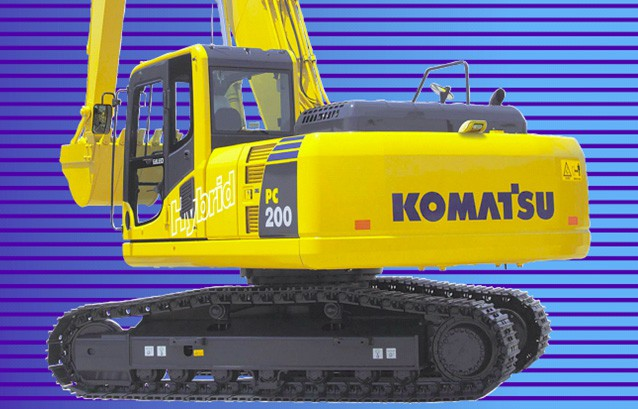 Hybrid
PC
200
KOMATSU